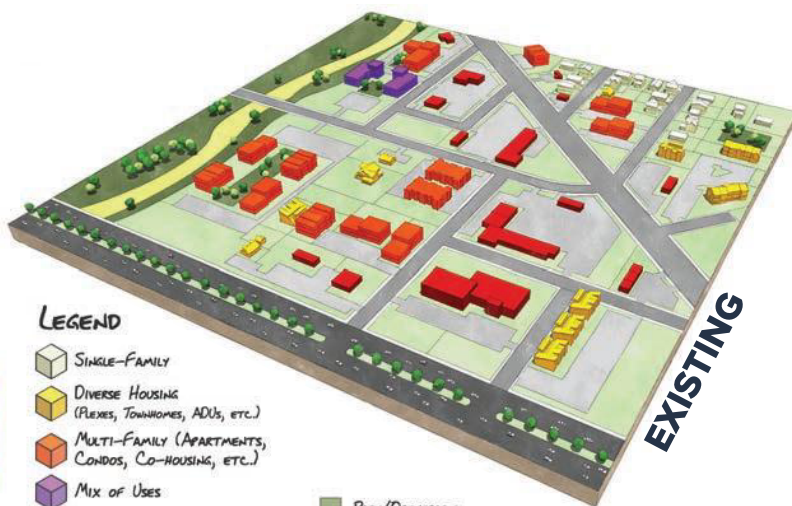 EXISTING
LEGEND
SINGLE-FAMILY
DIVERSE HOUSING
(PLEXES, TOWNHOMES, ADUS, ETC.)
MULTI-FAMILY (APARTMENTS,
CONDOS, CO-HOUSING, ETC.)
MIX OF USES